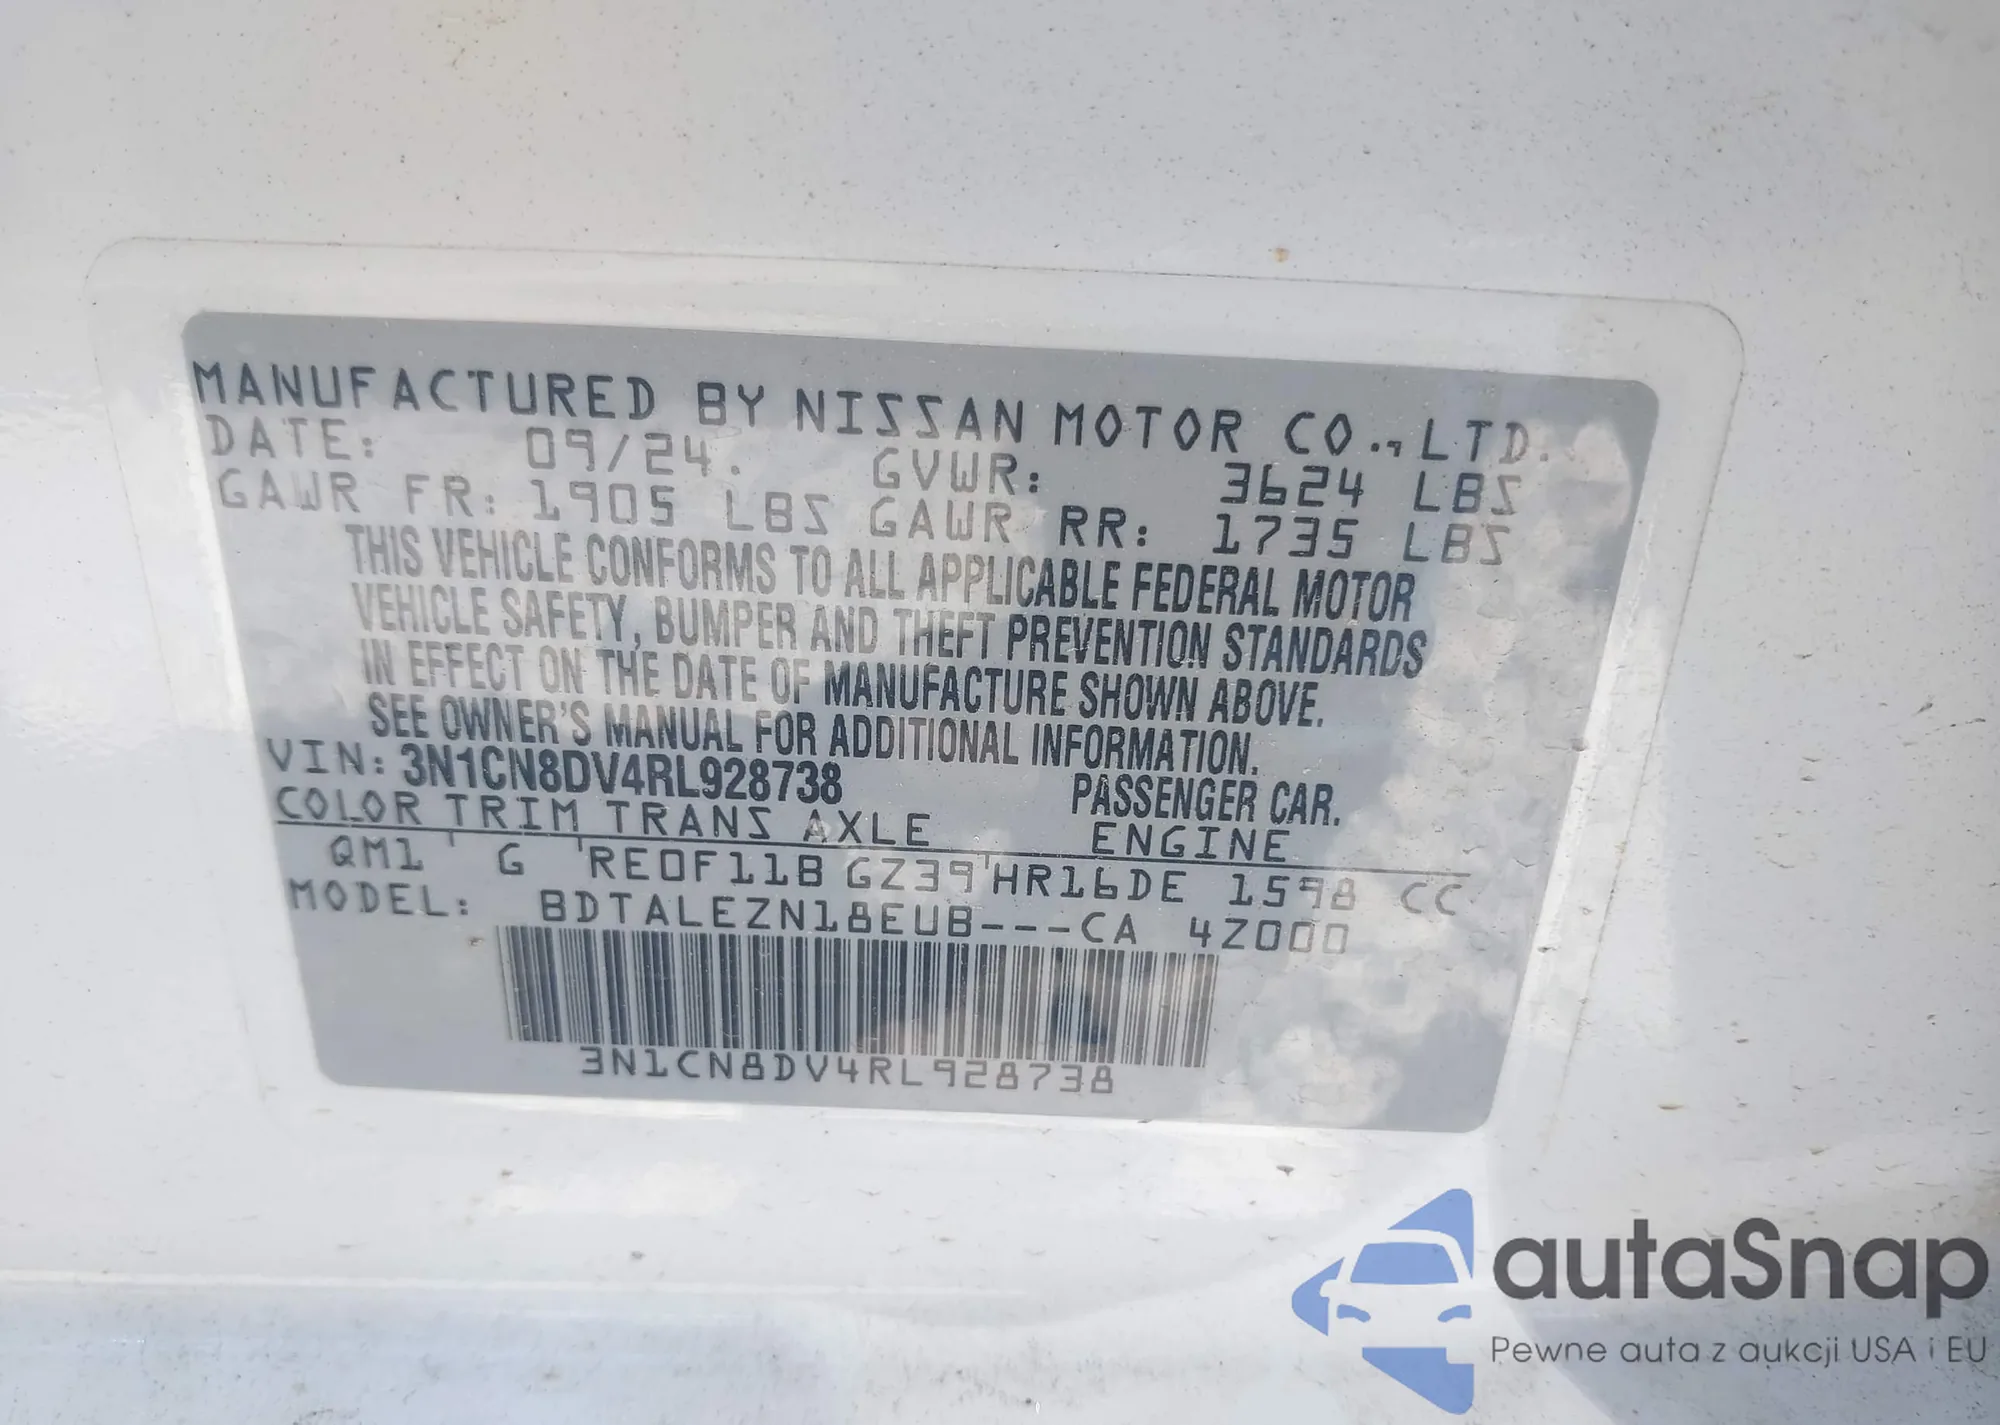 MANUFACTURED BY NISSAN MOTOR CO., LTD.
DATE: 09/24. GVWR: 3624 LBS
GAWR FR: 1905 LBS GAWR RR: 1735 LBS
THIS VEHICLE CONFORMS TO ALL APPLICABLE FEDERAL MOTOR
VEHICLE SAFETY, BUMPER AND THEFT PREVENTION STANDARDS
IN EFFECT ON THE DATE OF MANUFACTURE SHOWN ABOVE.
SEE OWNER'S MANUAL FOR ADDITIONAL INFORMATION.
VIN: 3N1CN8DV4RL928738 PASSENGER CAR.
COLOR TRIM TRANS AXLE ENGINE
QM1 G RE0F11B GZ39 HR16DE 1598 CC
MODEL: BDTALEZN18EUB---CA 4Z000
3N1CN8DV4RL928738
autaSnap
Pewne auta z aukcji USA i EU